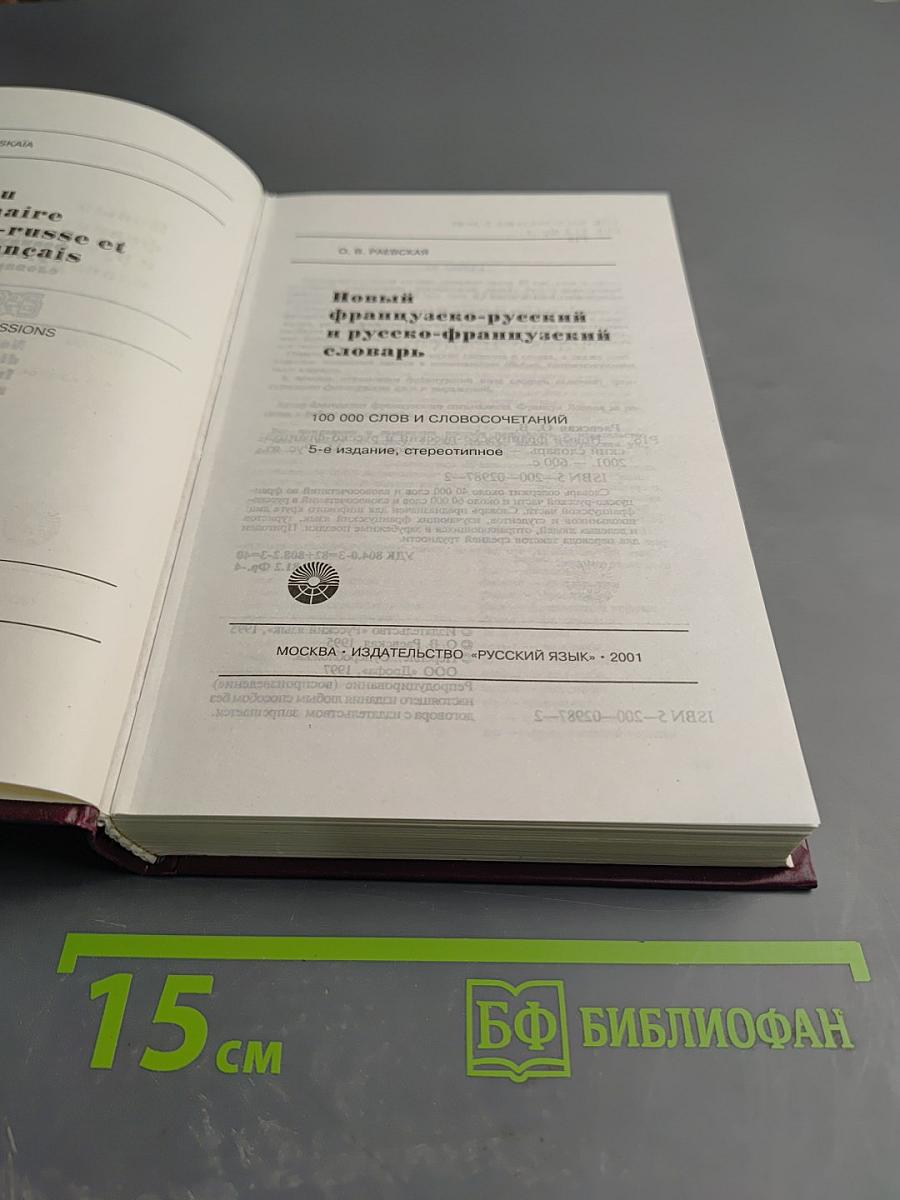 SKAÏA
u
naire
-russe et
nçais
SSIONS
О. В. РАЕВСКАЯ
Новый
французско-русский
и русско-французский
словарь
100 000 СЛОВ И СЛОВОСОЧЕТАНИЙ
5-е издание, стереотипное
МОСКВА · ИЗДАТЕЛЬСТВО «РУССКИЙ ЯЗЫК» · 2001
15 см
БФ БИБЛИОФАН